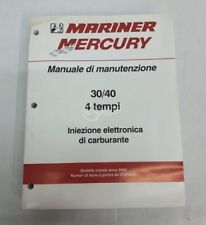 MARINER
MERCURY
Manuale di manutenzione
30/40
4 tempi
Iniezione elettronica
di carburante